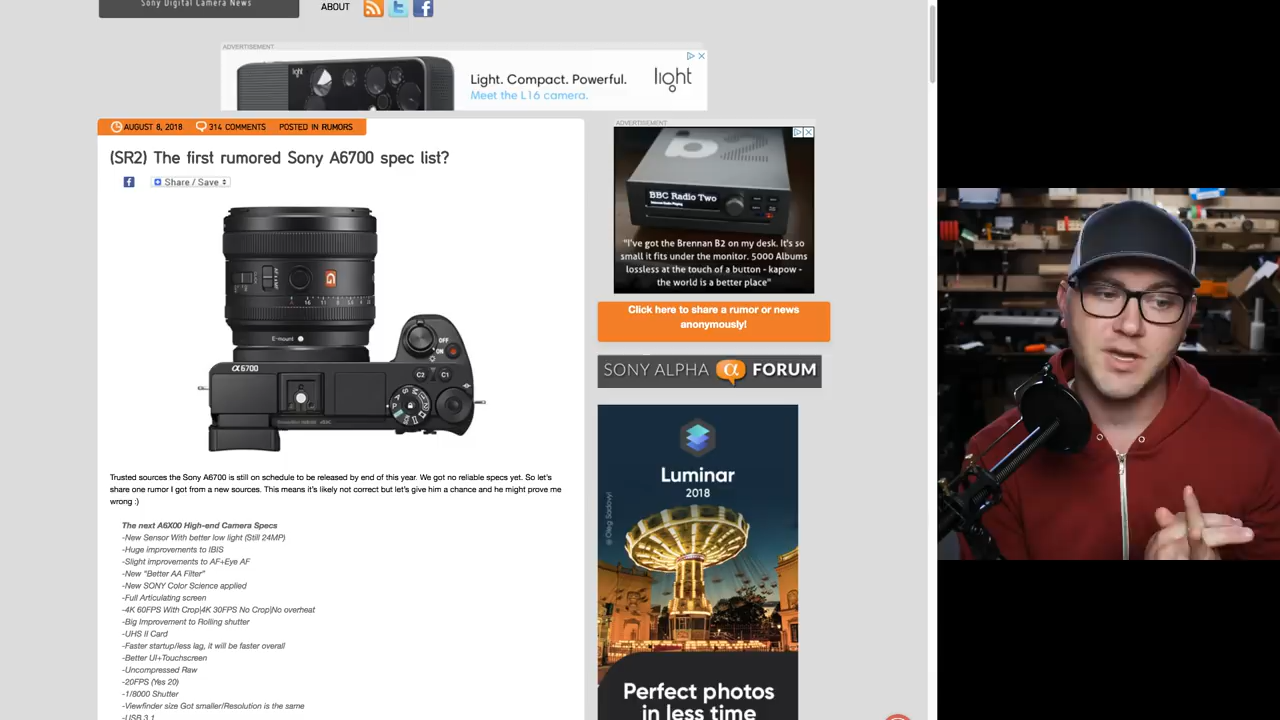 Sony Digital Camera News
ABOUT
ADVERTISEMENT
light
Light. Compact. Powerful.
Meet the L16 camera.
light
AUGUST 8, 2018
314 COMMENTS
POSTED IN RUMORS
(SR2) The first rumored Sony A6700 spec list?
Share / Save
G
E-mount
α6700
OFF
ON
C2
C1
Trusted sources the Sony A6700 is still on schedule to be released by end of this year. We got no reliable specs yet. So let's
share one rumor I got from a new sources. This means it's likely not correct but let's give him a chance and he might prove me
wrong :)
The next A6X00 High-end Camera Specs
-New Sensor With better low light (Still 24MP)
-Huge improvements to IBIS
-Slight improvements to AF+Eye AF
-New "Better AA Filter"
-New SONY Color Science applied
-Full Articulating screen
-4K 60FPS With Crop|4K 30FPS No Crop|No overheat
-Big Improvement to Rolling shutter
-UHS II Card
-Faster startup/less lag, it will be faster overall
-Better UI+Touchscreen
-Uncompressed Raw
-20FPS (Yes 20)
-1/8000 Shutter
-Viewfinder size Got smaller/Resolution is the same
-USB 3.1
ADVERTISEMENT
b2
BBC Radio Two
"I've got the Brennan B2 on my desk. It's so
small it fits under the monitor. 5000 Albums
lossless at the touch of a button - kapow -
the world is a better place"
Click here to share a rumor or news
anonymously!
SONY ALPHA α FORUM
Luminar
2018
© Oleg Sadovyj
Perfect photos
in less time